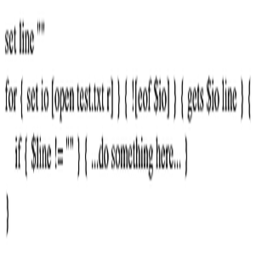 set line ""
for { set io [open test.txt r] } { ![eof $io] } { gets $io line } {
if { $line != "" } { ...do something here... }
}